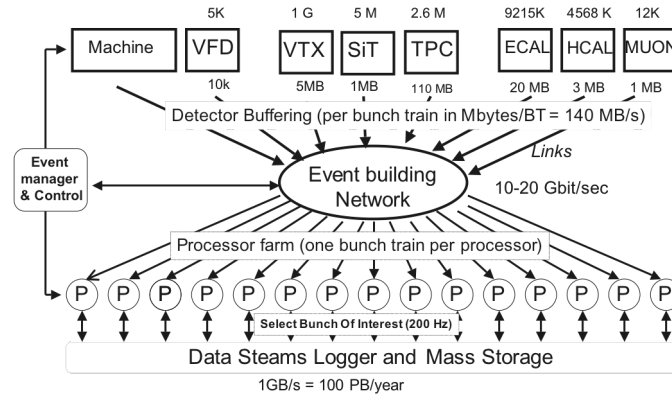 5K 1 G 5 M 2.6 M 9215K 4568 K 12K
Machine VFD VTX SiT TPC ECAL HCAL MUON
10k 5MB 1MB 110 MB 20 MB 3 MB 1 MB
Detector Buffering (per bunch train in Mbytes/BT = 140 MB/s)
Links
Event
manager
& Control
Event building
Network
10-20 Gbit/sec
Processor farm (one bunch train per processor)
P P P P P P P P P P P P P P P
Select Bunch Of Interest (200 Hz)
Data Steams Logger and Mass Storage
1GB/s = 100 PB/year